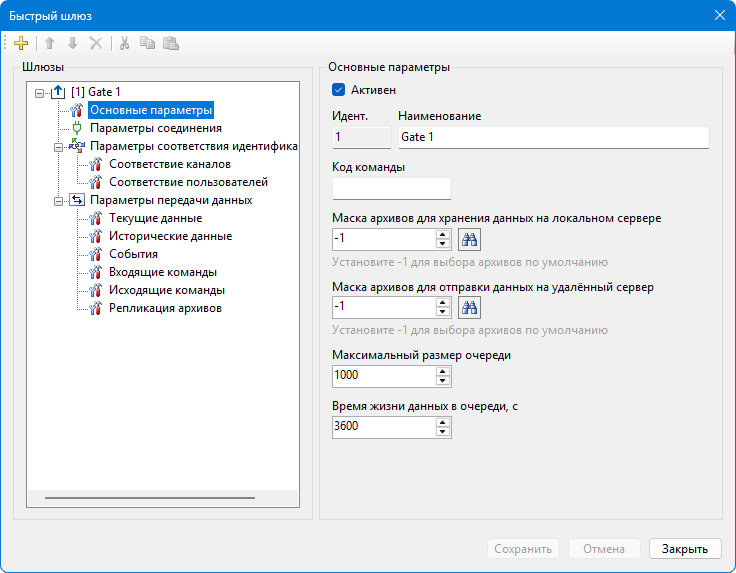 Быстрый шлюз
Шлюзы
[1] Gate 1
Основные параметры
Параметры соединения
Параметры соответствия идентифика
Соответствие каналов
Соответствие пользователей
Параметры передачи данных
Текущие данные
Исторические данные
События
Входящие команды
Исходящие команды
Репликация архивов
Основные параметры
Активен
Идент. Наименование
1 Gate 1
Код команды
Маска архивов для хранения данных на локальном сервере
-1
Установите -1 для выбора архивов по умолчанию
Маска архивов для отправки данных на удалённый сервер
-1
Установите -1 для выбора архивов по умолчанию
Максимальный размер очереди
1000
Время жизни данных в очереди, с
3600
Сохранить Отмена Закрыть